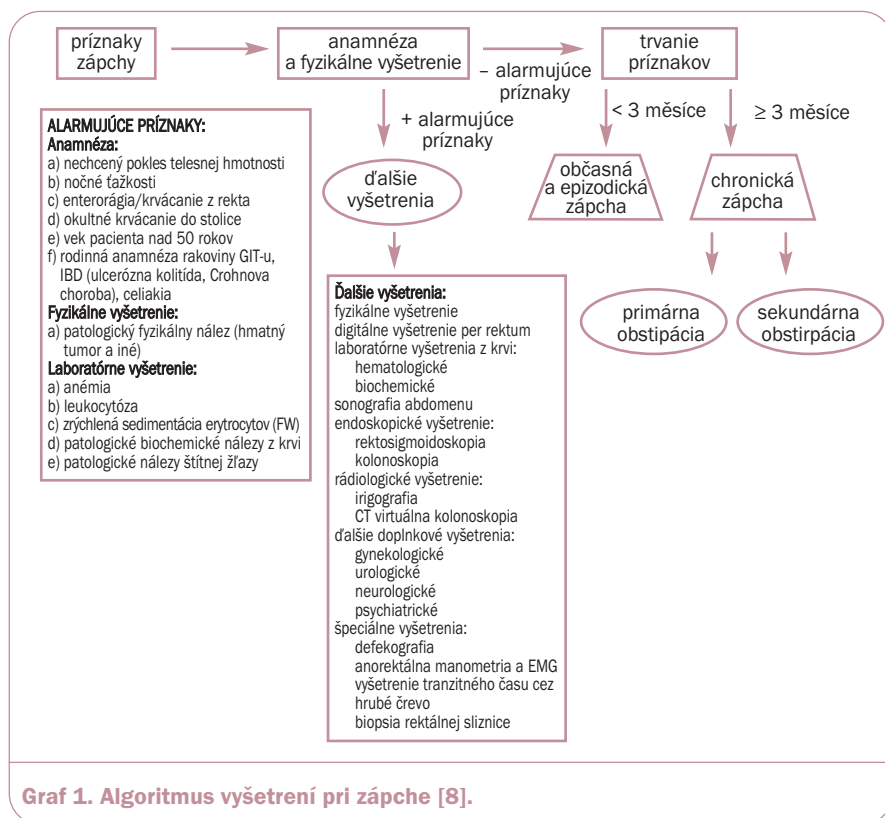 príznaky
zápchy
anamnéza
a fyzikálne vyšetrenie
– alarmujúce
príznaky
trvanie
príznakov
+ alarmujúce
príznaky
< 3 měsíce
≥ 3 měsíce
ďalšie
vyšetrenia
občasná
a epizodická
zápcha
chronická
zápcha
primárna
obstipácia
sekundárna
obstirpácia
ALARMUJÚCE PRÍZNAKY:
Anamnéza:
a) nechcený pokles telesnej hmotnosti
b) nočné ťažkosti
c) enterorágia/krvácanie z rekta
d) okultné krvácanie do stolice
e) vek pacienta nad 50 rokov
f) rodinná anamnéza rakoviny GIT-u,
IBD (ulcerózna kolitída, Crohnova
choroba), celiakia
Fyzikálne vyšetrenie:
a) patologický fyzikálny nález (hmatný
tumor a iné)
Laboratórne vyšetrenie:
a) anémia
b) leukocytóza
c) zrýchlená sedimentácia erytrocytov (FW)
d) patologické biochemické nálezy z krvi
e) patologické nálezy štítnej žľazy
Ďalšie vyšetrenia:
fyzikálne vyšetrenie
digitálne vyšetrenie per rektum
laboratórne vyšetrenia z krvi:
hematologické
biochemické
sonografia abdomenu
endoskopické vyšetrenie:
rektosigmoidoskopia
kolonoskopia
rádiologické vyšetrenie:
irigografia
CT virtuálna kolonoskopia
ďalšie doplnkové vyšetrenia:
gynekologické
urologické
neurologické
psychiatrické
špeciálne vyšetrenia:
defekografia
anorektálna manometria a EMG
vyšetrenie tranzitného času cez
hrubé črevo
biopsia rektálnej sliznice
Graf 1. Algoritmus vyšetrení pri zápche [8].